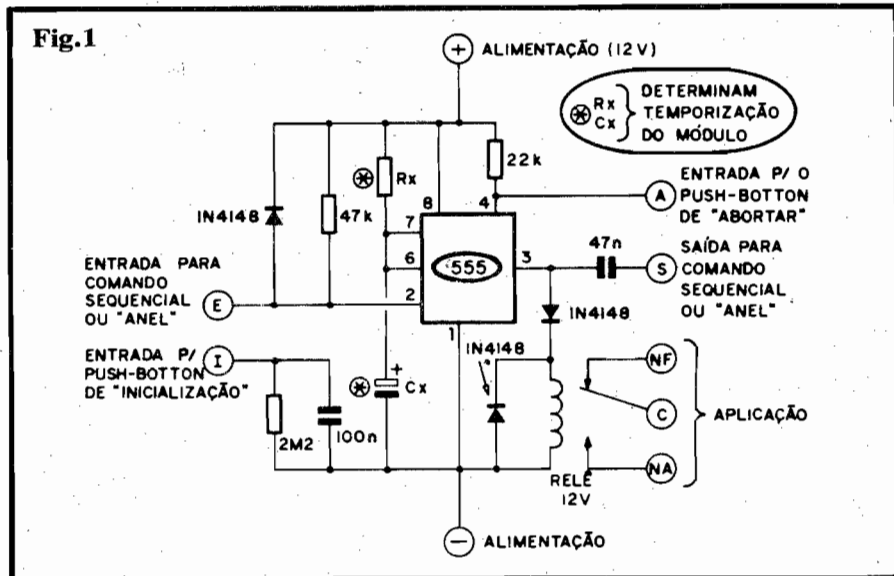 Fig.1
+ ALIMENTAÇÃO (12V)
* Rx Cx } DETERMINAM
TEMPORIZAÇÃO
DO MÓDULO
22k
ENTRADA P/ O
A PUSH-BOTTON
DE "ABORTAR"
* Rx
1N4148
47k
8
4
7
6
2
555
3
1
47n
S SAÍDA PARA
COMANDO
SEQUENCIAL
OU "ANEL"
ENTRADA PARA
COMANDO
SEQUENCIAL
OU "ANEL" E
1N4148
1N4148
ENTRADA P/
PUSH-BOTTON I
DE "INICIALIZAÇÃO"
* + Cx
2M2
100n
NF
C
NA
APLICAÇÃO
RELÉ
12V
− ALIMENTAÇÃO